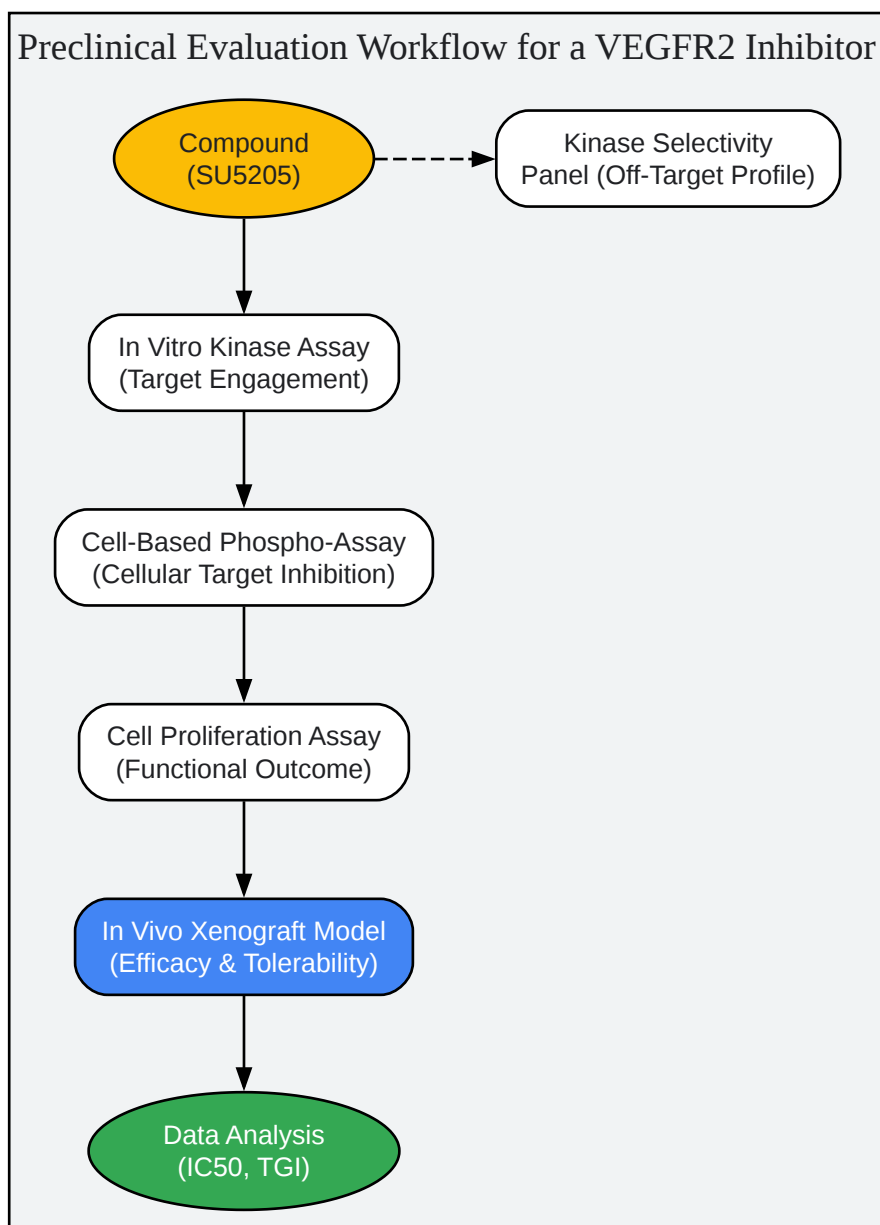 Preclinical Evaluation Workflow for a VEGFR2 Inhibitor
Compound
(SU5205)
Kinase Selectivity
Panel (Off-Target Profile)
In Vitro Kinase Assay
(Target Engagement)
Cell-Based Phospho-Assay
(Cellular Target Inhibition)
Cell Proliferation Assay
(Functional Outcome)
In Vivo Xenograft Model
(Efficacy & Tolerability)
Data Analysis
(IC50, TGI)